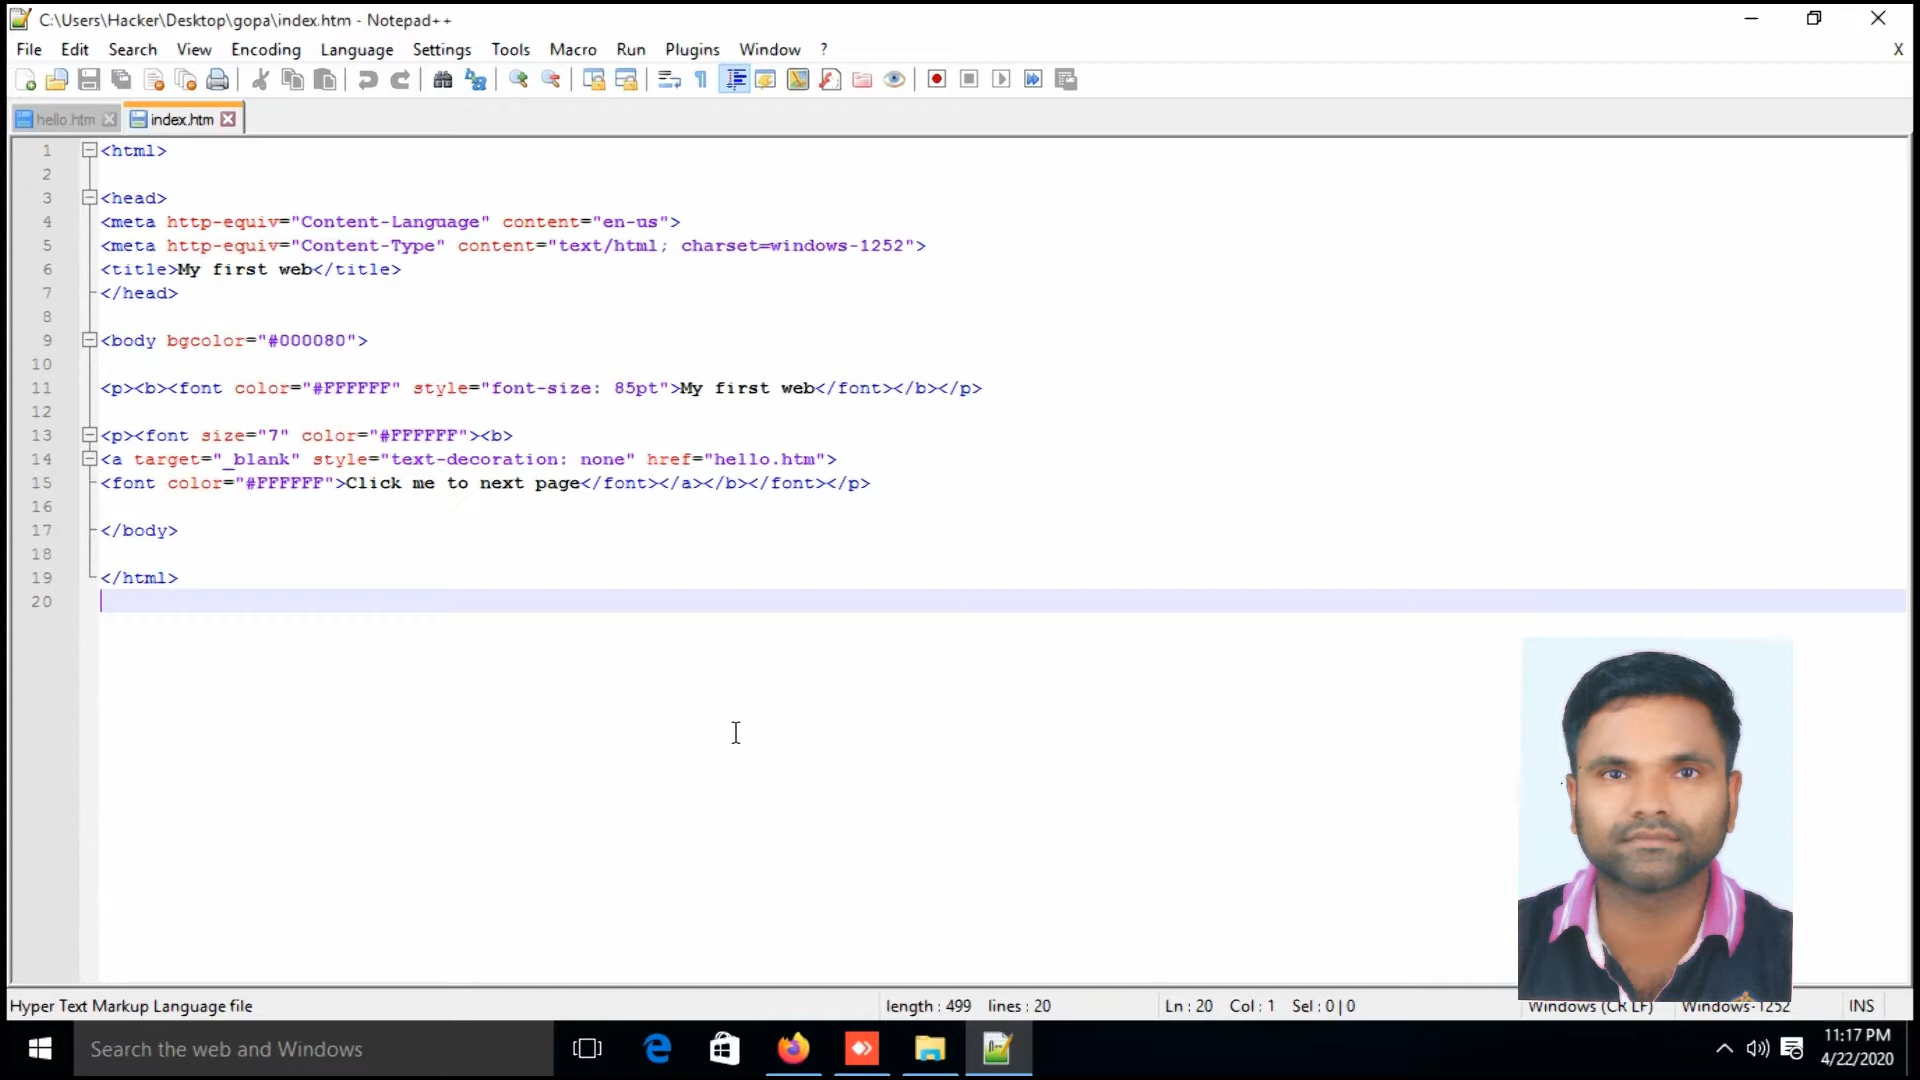 C:\Users\Hacker\Desktop\gopa\index.htm - Notepad++
File Edit Search View Encoding Language Settings Tools Macro Run Plugins Window ? X
hello.htm index.htm
1 <html>
2
3 <head>
4 <meta http-equiv="Content-Language" content="en-us">
5 <meta http-equiv="Content-Type" content="text/html; charset=windows-1252">
6 <title>My first web</title>
7 </head>
8
9 <body bgcolor="#000080">
10
11 <p><b><font color="#FFFFFF" style="font-size: 85pt">My first web</font></b></p>
12
13 <p><font size="7" color="#FFFFFF"><b>
14 <a target="_blank" style="text-decoration: none" href="hello.htm">
15 <font color="#FFFFFF">Click me to next page</font></a></b></font></p>
16
17 </body>
18
19 </html>
20
Hyper Text Markup Language file length : 499 lines : 20 Ln : 20 Col : 1 Sel : 0 | 0 Windows (CR LF) Windows-1252 INS
Search the web and Windows
11:17 PM
4/22/2020